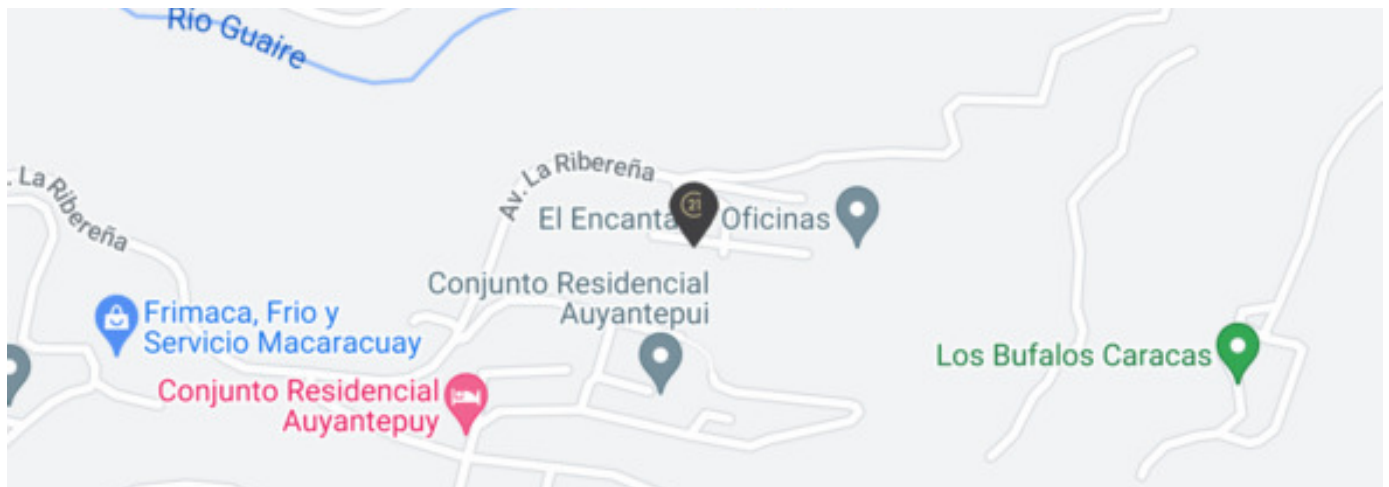 Río Guaire
Av. La Ribereña
. La Ribereña
El Encanta
21
Oficinas
Conjunto Residencial
Auyantepui
Frimaca, Frio y
Servicio Macaracuay
Los Bufalos Caracas
Conjunto Residencial
Auyantepuy